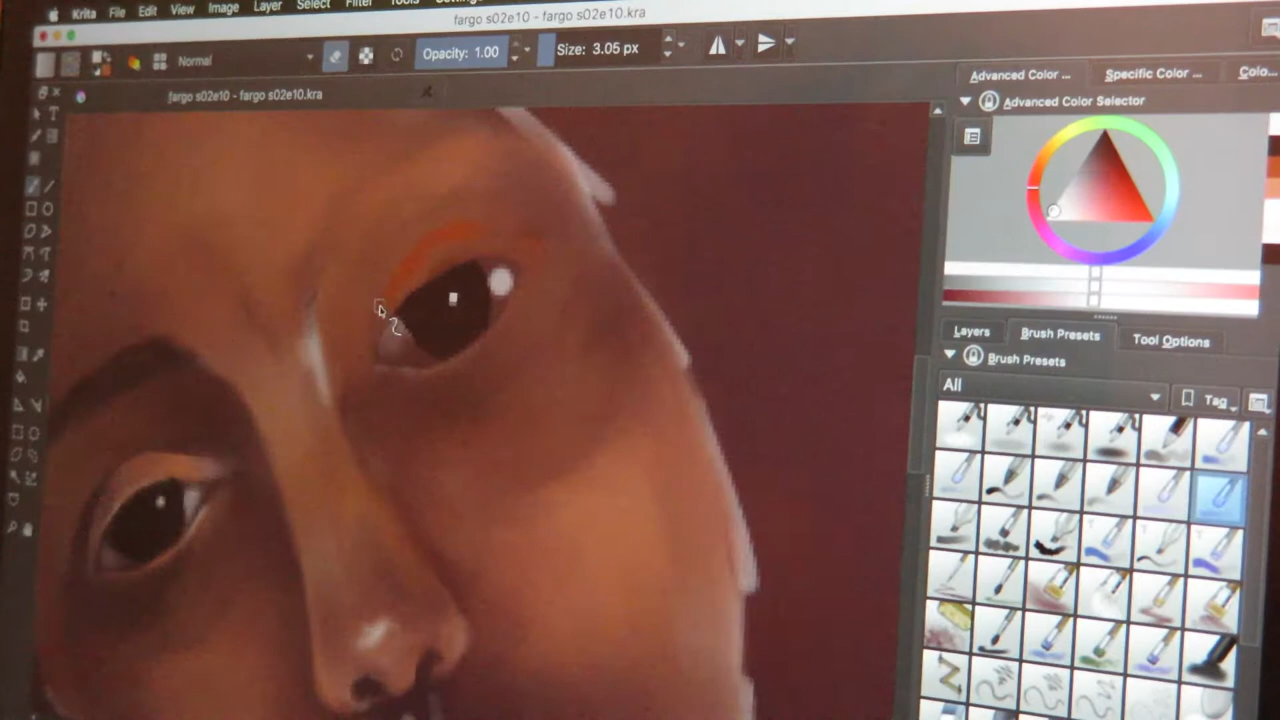 Krita File Edit View Image Layer Select Filter Tools
fargo s02e10 - fargo s02e10.kra
Normal Opacity: 1.00 Size: 3.05 px
fargo s02e10 - fargo s02e10.kra
Advanced Color ... Specific Color ... Colo...
Advanced Color Selector
Layers Brush Presets Tool Options
Brush Presets
All Tag